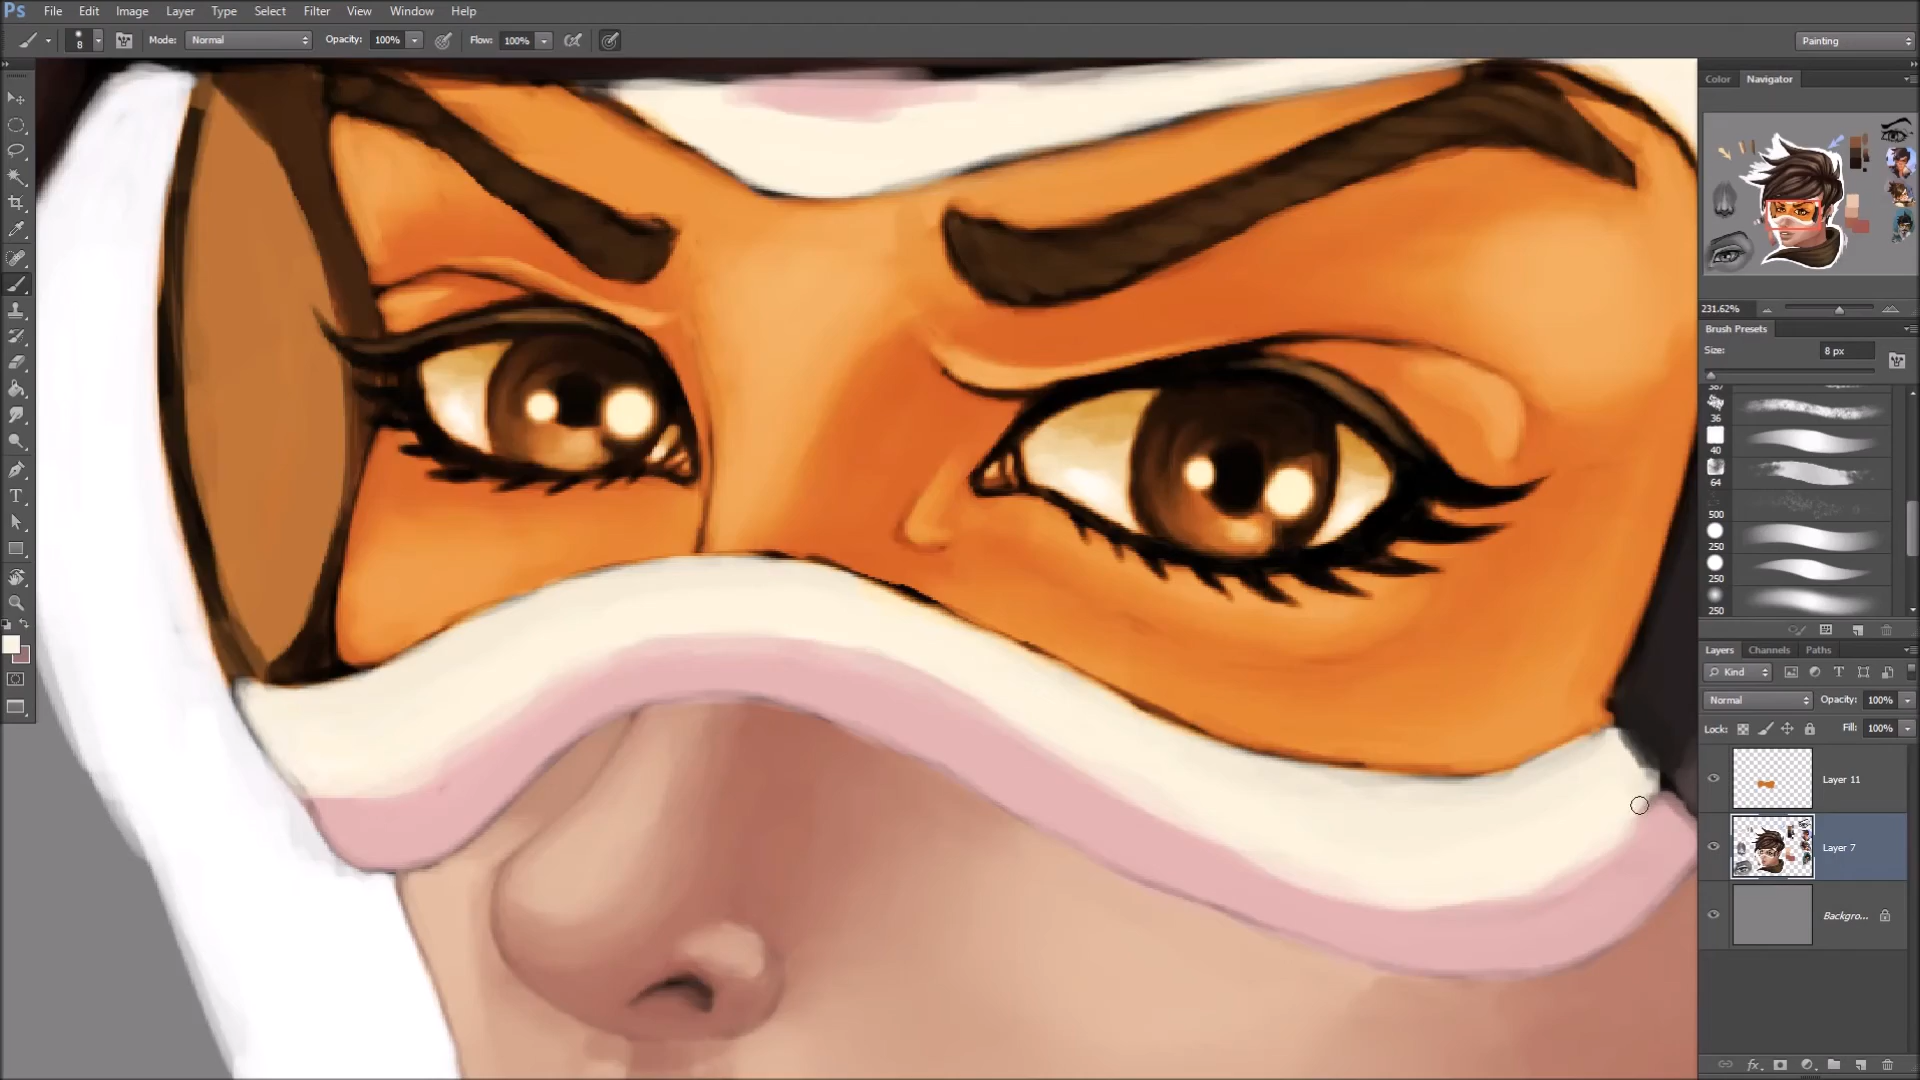 Ps File Edit Image Layer Type Select Filter View Window Help
8 Mode: Normal Opacity: 100% Flow: 100% Painting
Color Navigator
231.62%
Brush Presets
Size: 8 px
387
36
40
64
500
250
250
250
Layers Channels Paths
Kind
Normal Opacity: 100%
Lock: Fill: 100%
Layer 11
Layer 7
Backgro...